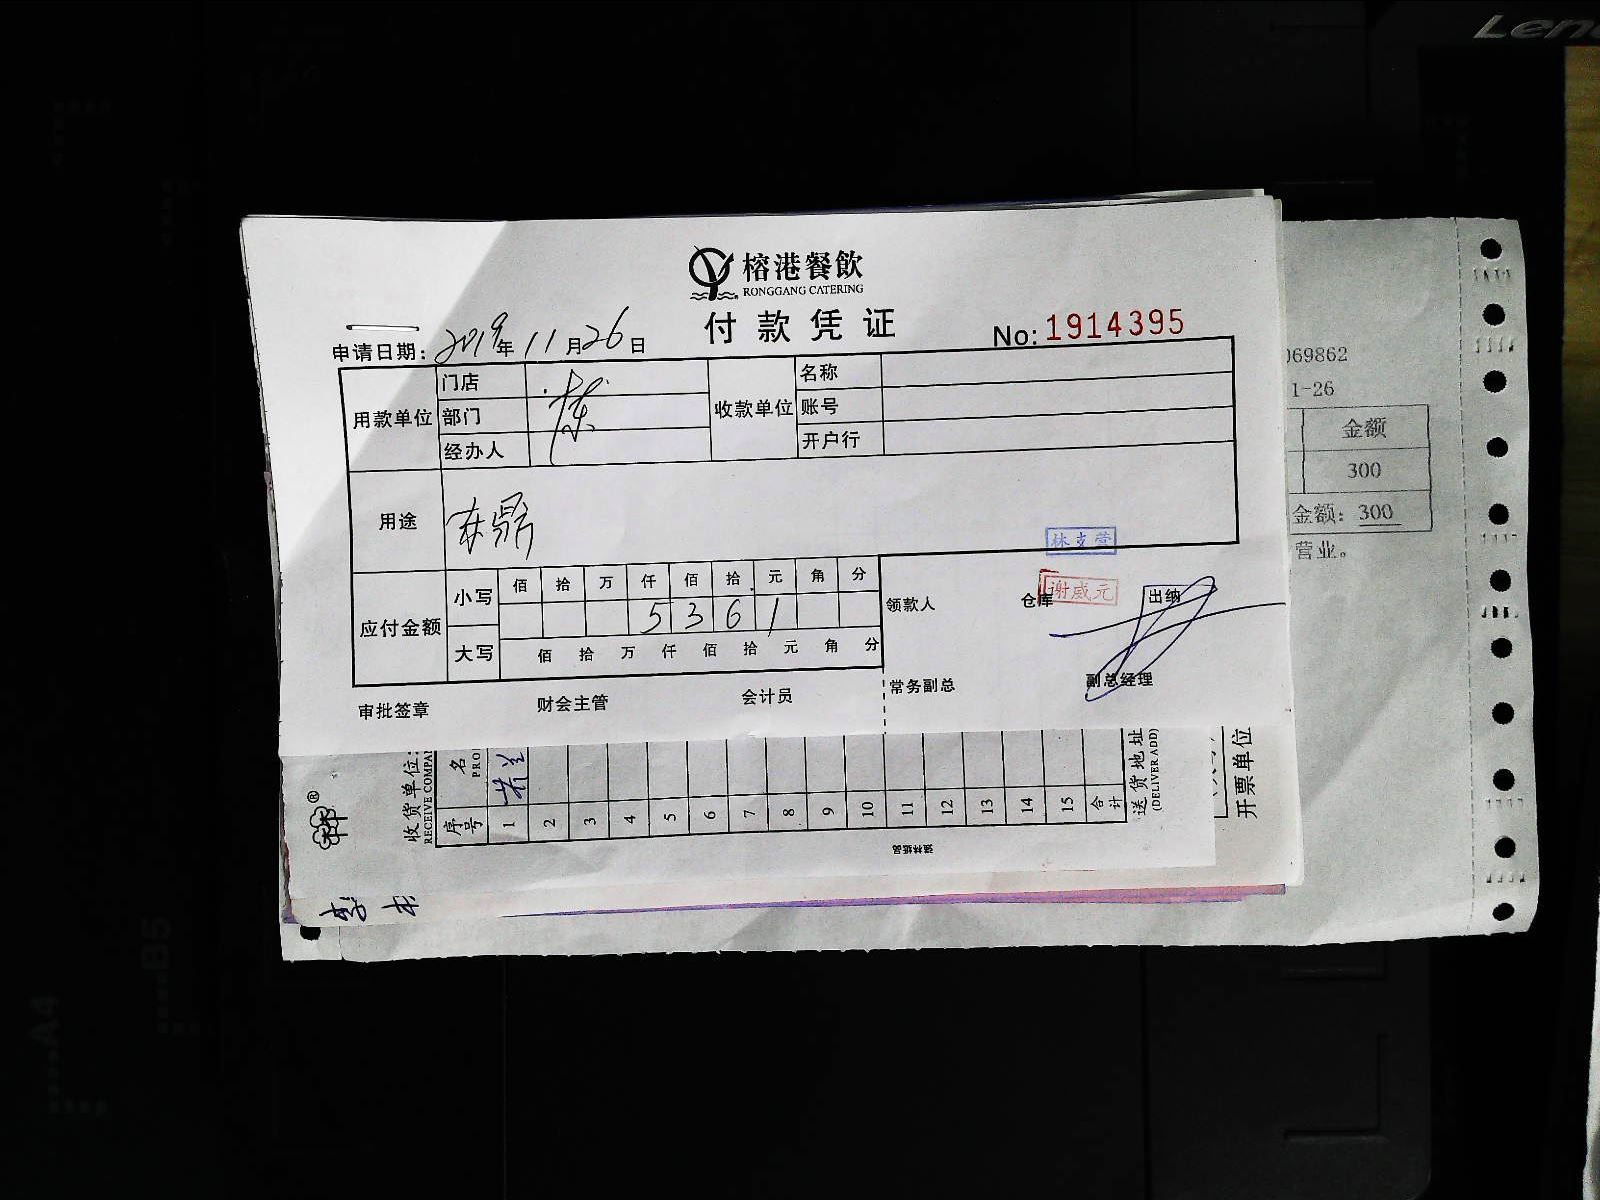 Leno
榕港餐飲
RONGGANG CATERING
付款凭证
No: 1914395
申请日期: 2019年11月26日
用款单位 门店
部门
经办人
收款单位 名称
账号
开户行
用途
应付金额 小写 佰 拾 万 仟 佰 拾 元 角 分
5 3 6 1
大写 佰 拾 万 仟 佰 拾 元 角 分
领款人 仓库 谢威元 出纳
审批签章 财会主管 会计员 常务副总 副总经理
069862
1-26
金额
300
金额: 300
营业。
收货单位:
RECEIVE COMPAN
序号 名
PRO
1 2 3 4 5 6 7 8 9 10 11 12 13 14 15 合计
送货地址
(DELIVER ADD)
开票单位
A4
B5